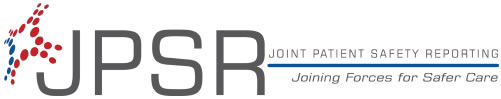 JPSR
JOINT PATIENT SAFETY REPORTING
Joining Forces for Safer Care